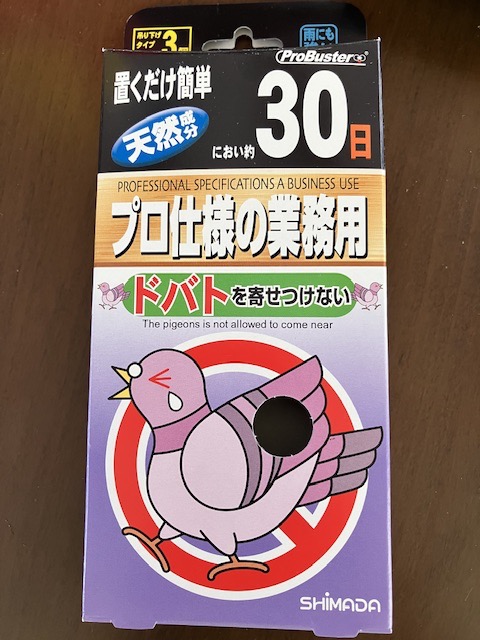 吊り下げ
タイプ
3個
雨にも
ProBuster
置くだけ簡単
天然成分
におい約
30日
PROFESSIONAL SPECIFICATIONS A BUSINESS USE
プロ仕様の業務用
ドバトを寄せつけない
The pigeons is not allowed to come near
SHIMADA